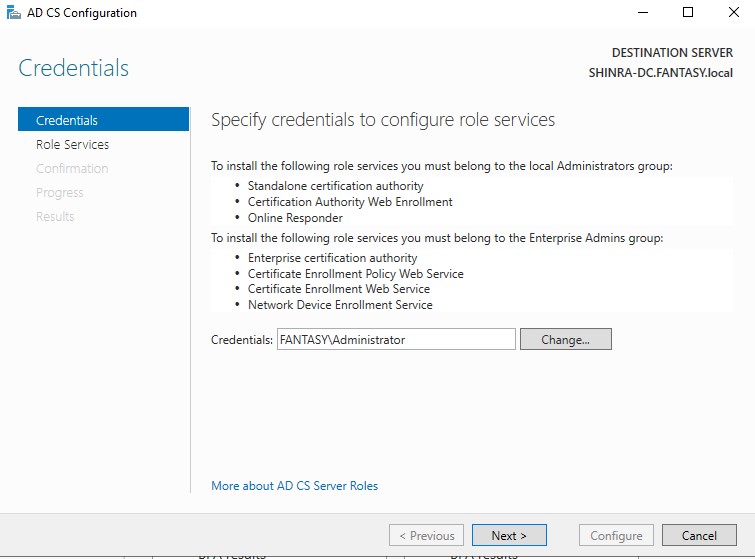 AD CS Configuration
Credentials
DESTINATION SERVER
SHINRA-DC.FANTASY.local
Credentials
Role Services
Confirmation
Progress
Results
Specify credentials to configure role services
To install the following role services you must belong to the local Administrators group:
• Standalone certification authority
• Certification Authority Web Enrollment
• Online Responder
To install the following role services you must belong to the Enterprise Admins group:
• Enterprise certification authority
• Certificate Enrollment Policy Web Service
• Certificate Enrollment Web Service
• Network Device Enrollment Service
Credentials: FANTASY\Administrator Change...
More about AD CS Server Roles
< Previous Next > Configure Cancel